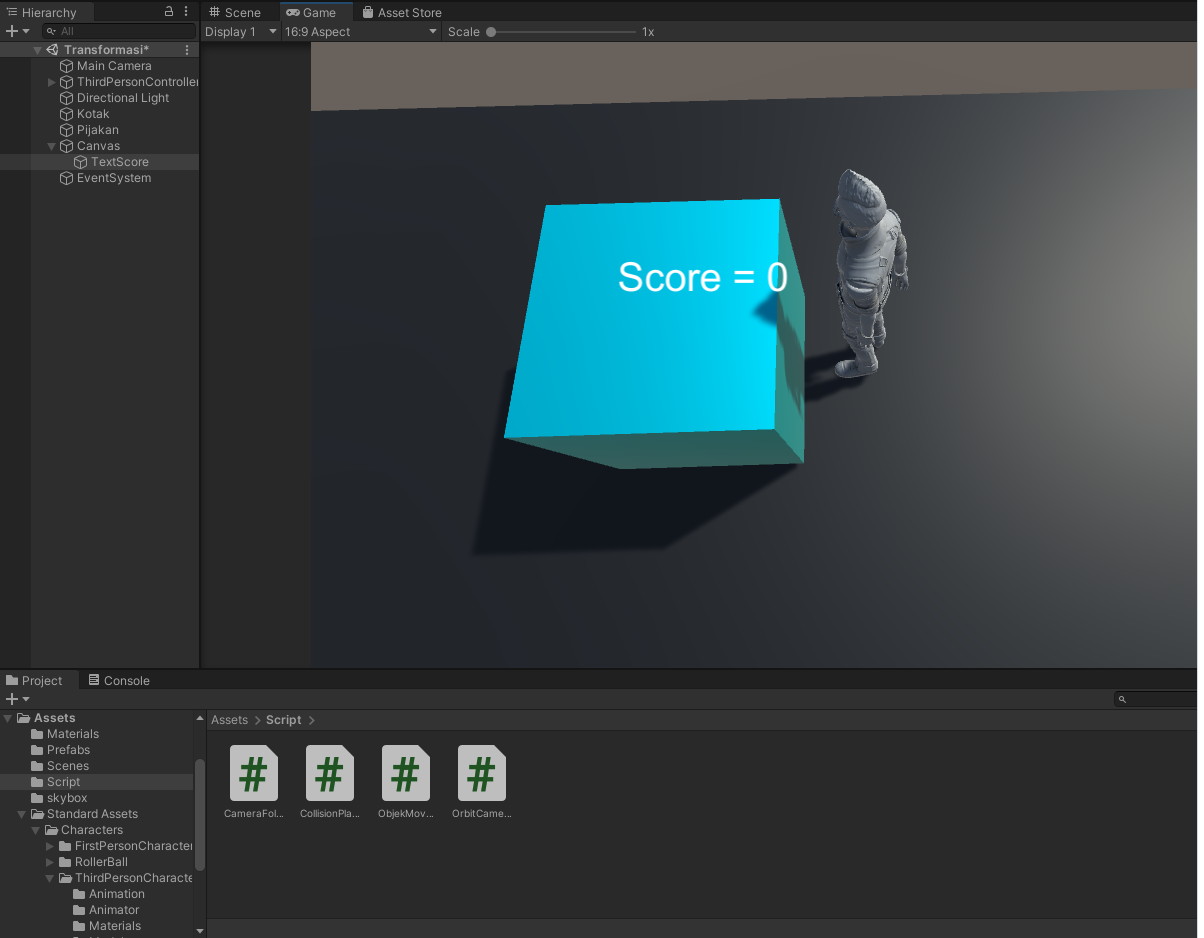 Hierarchy
Scene
Game
Asset Store
All
Display 1
16:9 Aspect
Scale
1x
Transformasi*
Main Camera
ThirdPersonController
Directional Light
Kotak
Pijakan
Canvas
TextScore
EventSystem
Score = 0
Project
Console
Assets
Materials
Prefabs
Scenes
Script
skybox
Standard Assets
Characters
FirstPersonCharacter
RollerBall
ThirdPersonCharacte
Animation
Animator
Materials
Assets > Script >
CameraFol...
CollisionPla...
ObjekMov...
OrbitCame...